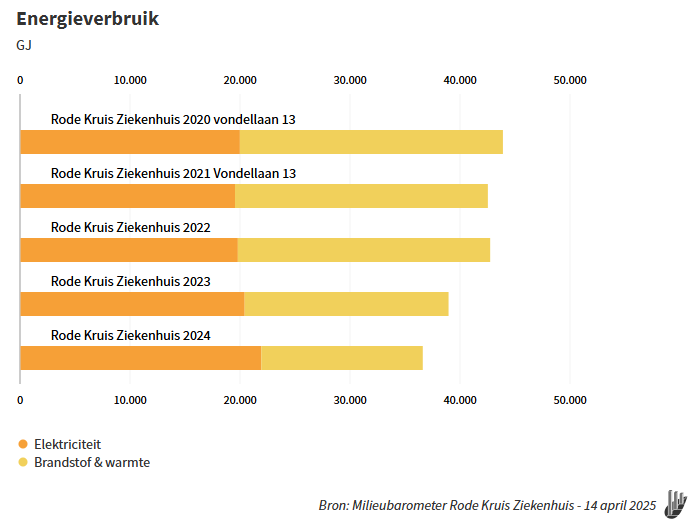 Energieverbruik
GJ
0 10.000 20.000 30.000 40.000 50.000
Rode Kruis Ziekenhuis 2020 vondellaan 13
Rode Kruis Ziekenhuis 2021 Vondellaan 13
Rode Kruis Ziekenhuis 2022
Rode Kruis Ziekenhuis 2023
Rode Kruis Ziekenhuis 2024
0 10.000 20.000 30.000 40.000 50.000
Elektriciteit
Brandstof & warmte
Bron: Milieubarometer Rode Kruis Ziekenhuis - 14 april 2025